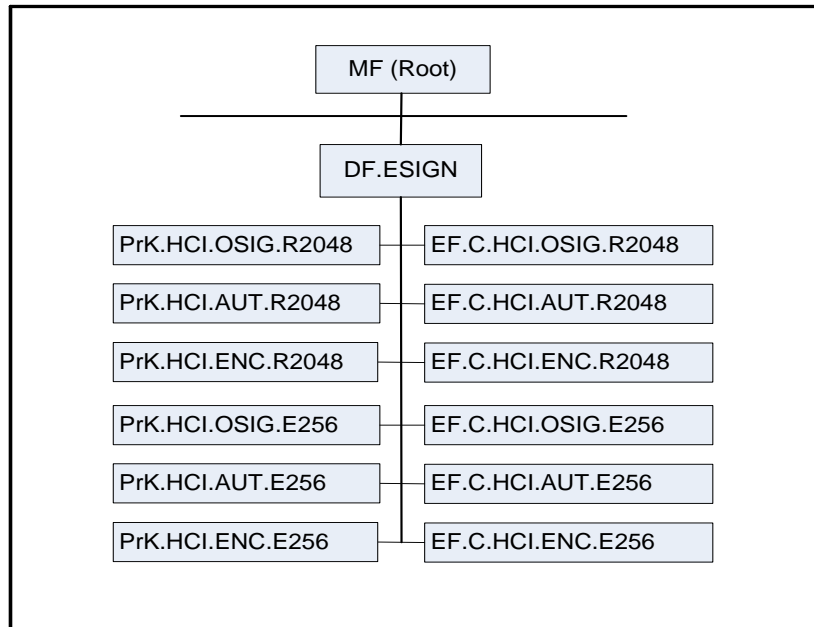 MF (Root)
DF.ESIGN
PrK.HCI.OSIG.R2048
EF.C.HCI.OSIG.R2048
PrK.HCI.AUT.R2048
EF.C.HCI.AUT.R2048
PrK.HCI.ENC.R2048
EF.C.HCI.ENC.R2048
PrK.HCI.OSIG.E256
EF.C.HCI.OSIG.E256
PrK.HCI.AUT.E256
EF.C.HCI.AUT.E256
PrK.HCI.ENC.E256
EF.C.HCI.ENC.E256